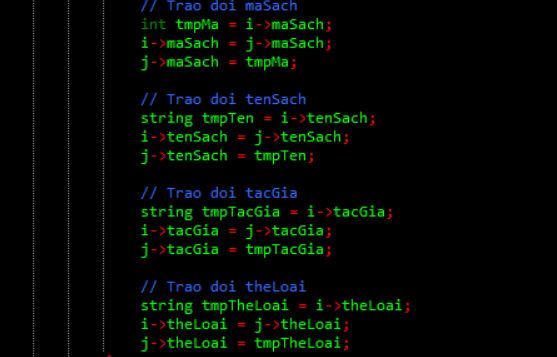 // Trao doi maSach
int tmpMa = i->maSach;
i->maSach = j->maSach;
j->maSach = tmpMa;
// Trao doi tenSach
string tmpTen = i->tenSach;
i->tenSach = j->tenSach;
j->tenSach = tmpTen;
// Trao doi tacGia
string tmpTacGia = i->tacGia;
i->tacGia = j->tacGia;
j->tacGia = tmpTacGia;
// Trao doi theLoai
string tmpTheLoai = i->theLoai;
i->theLoai = j->theLoai;
j->theLoai = tmpTheLoai;